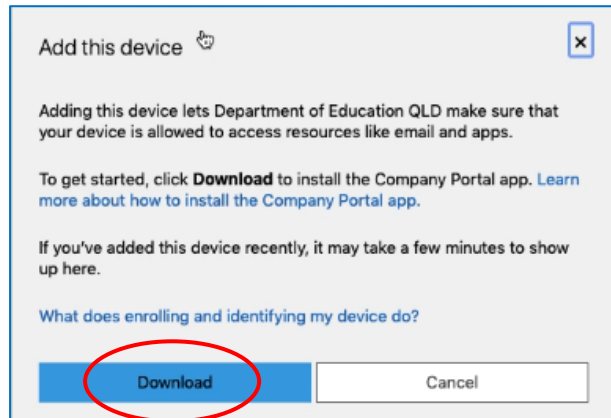 Add this device
Adding this device lets Department of Education QLD make sure that
your device is allowed to access resources like email and apps.
To get started, click Download to install the Company Portal app. Learn
more about how to install the Company Portal app.
If you've added this device recently, it may take a few minutes to show
up here.
What does enrolling and identifying my device do?
Download
Cancel